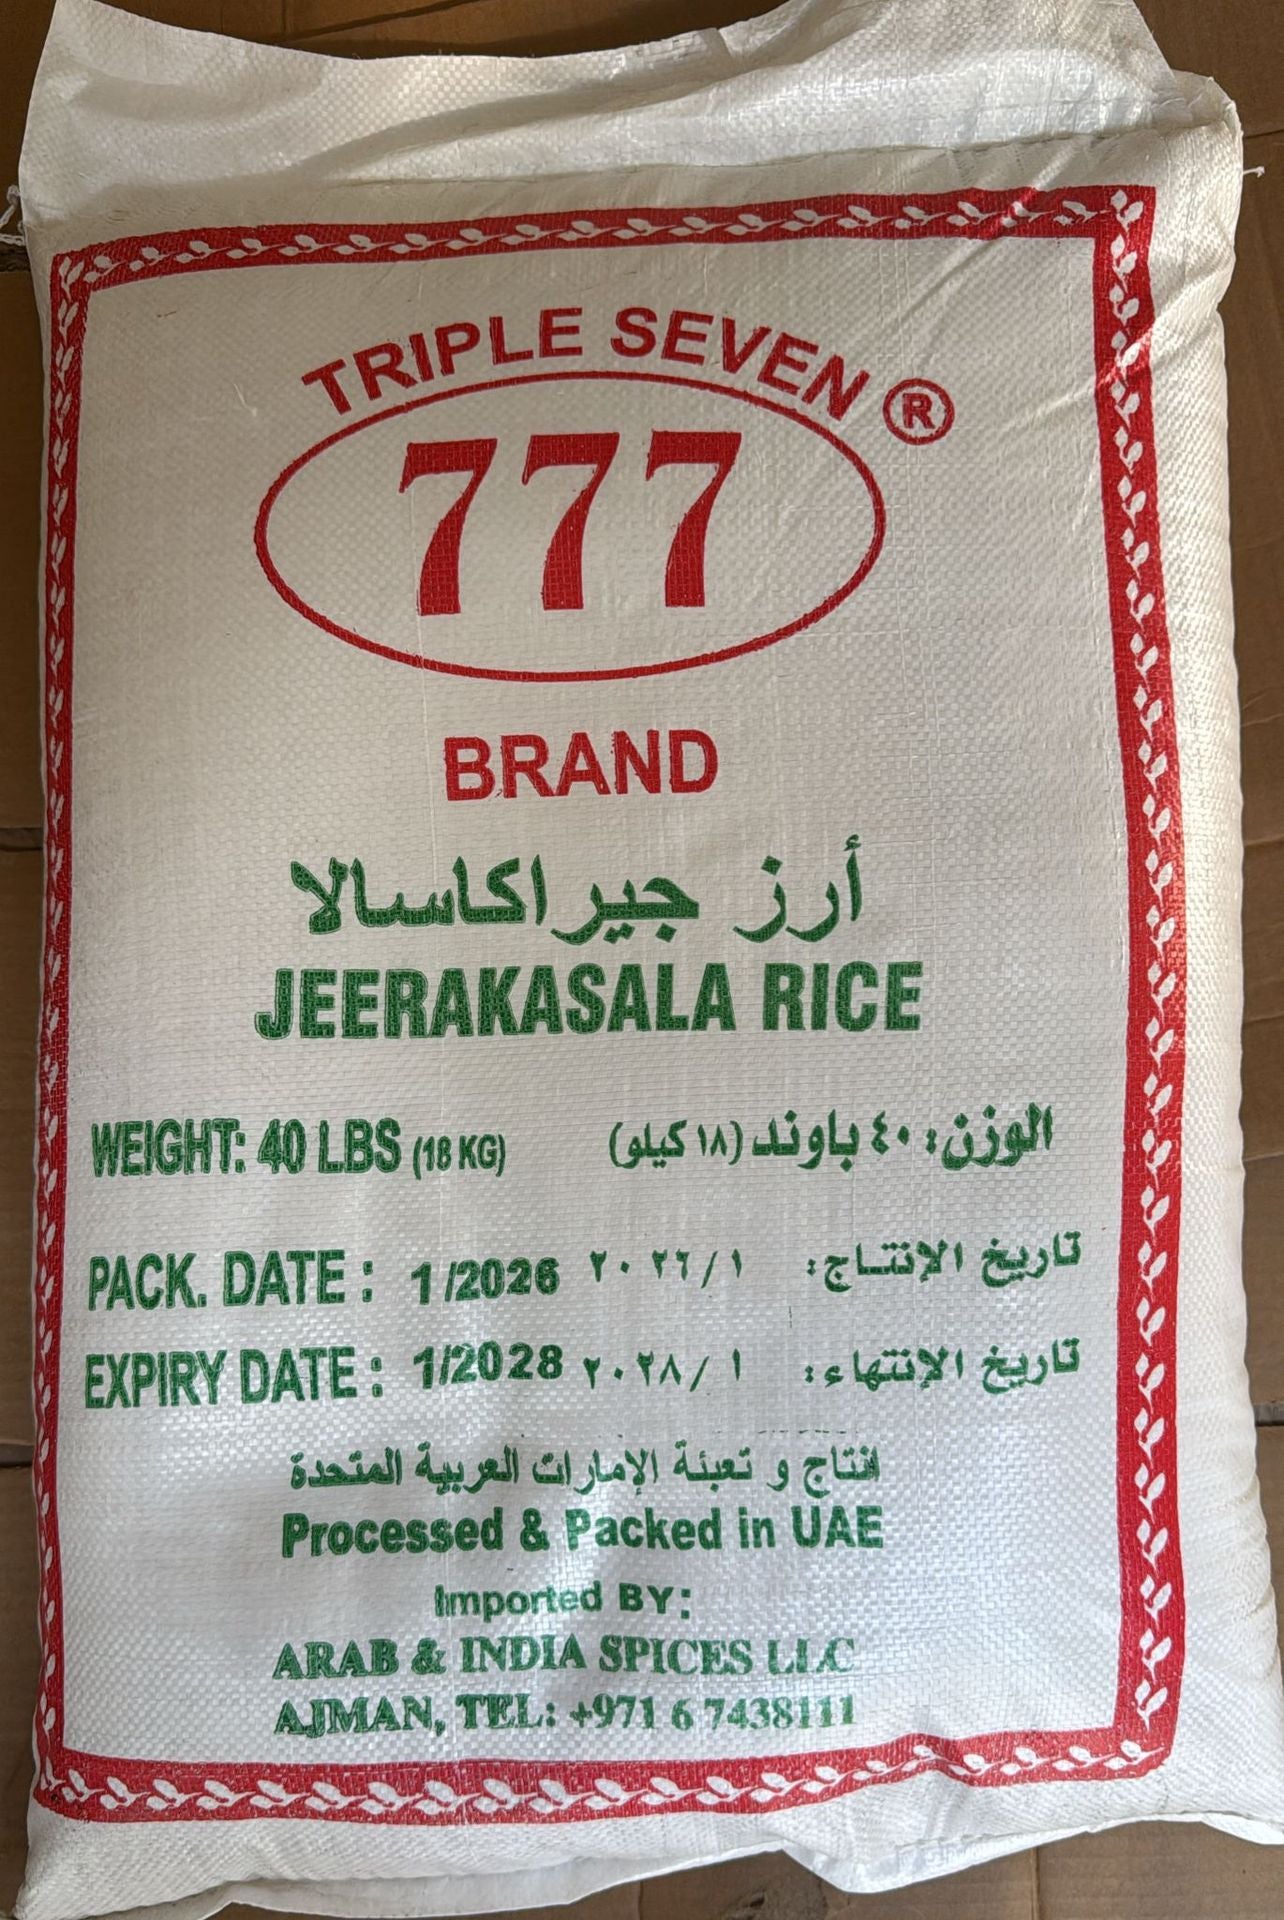 TRIPLE SEVEN ®
777
BRAND
أرز جيراكاسالا
JEERAKASALA RICE
WEIGHT: 40 LBS (18 KG) الوزن: ٤٠ باوند (١٨ كيلو)
PACK. DATE : 1/2026 ٢٠٢٦/١ تاريخ الإنتاج:
EXPIRY DATE : 1/2028 ٢٠٢٨/١ تاريخ الإنتهاء:
انتاج و تعبئة الإمارات العربية المتحدة
Processed & Packed in UAE
Imported BY:
ARAB & INDIA SPICES LLC
AJMAN, TEL: +971 6 7438111